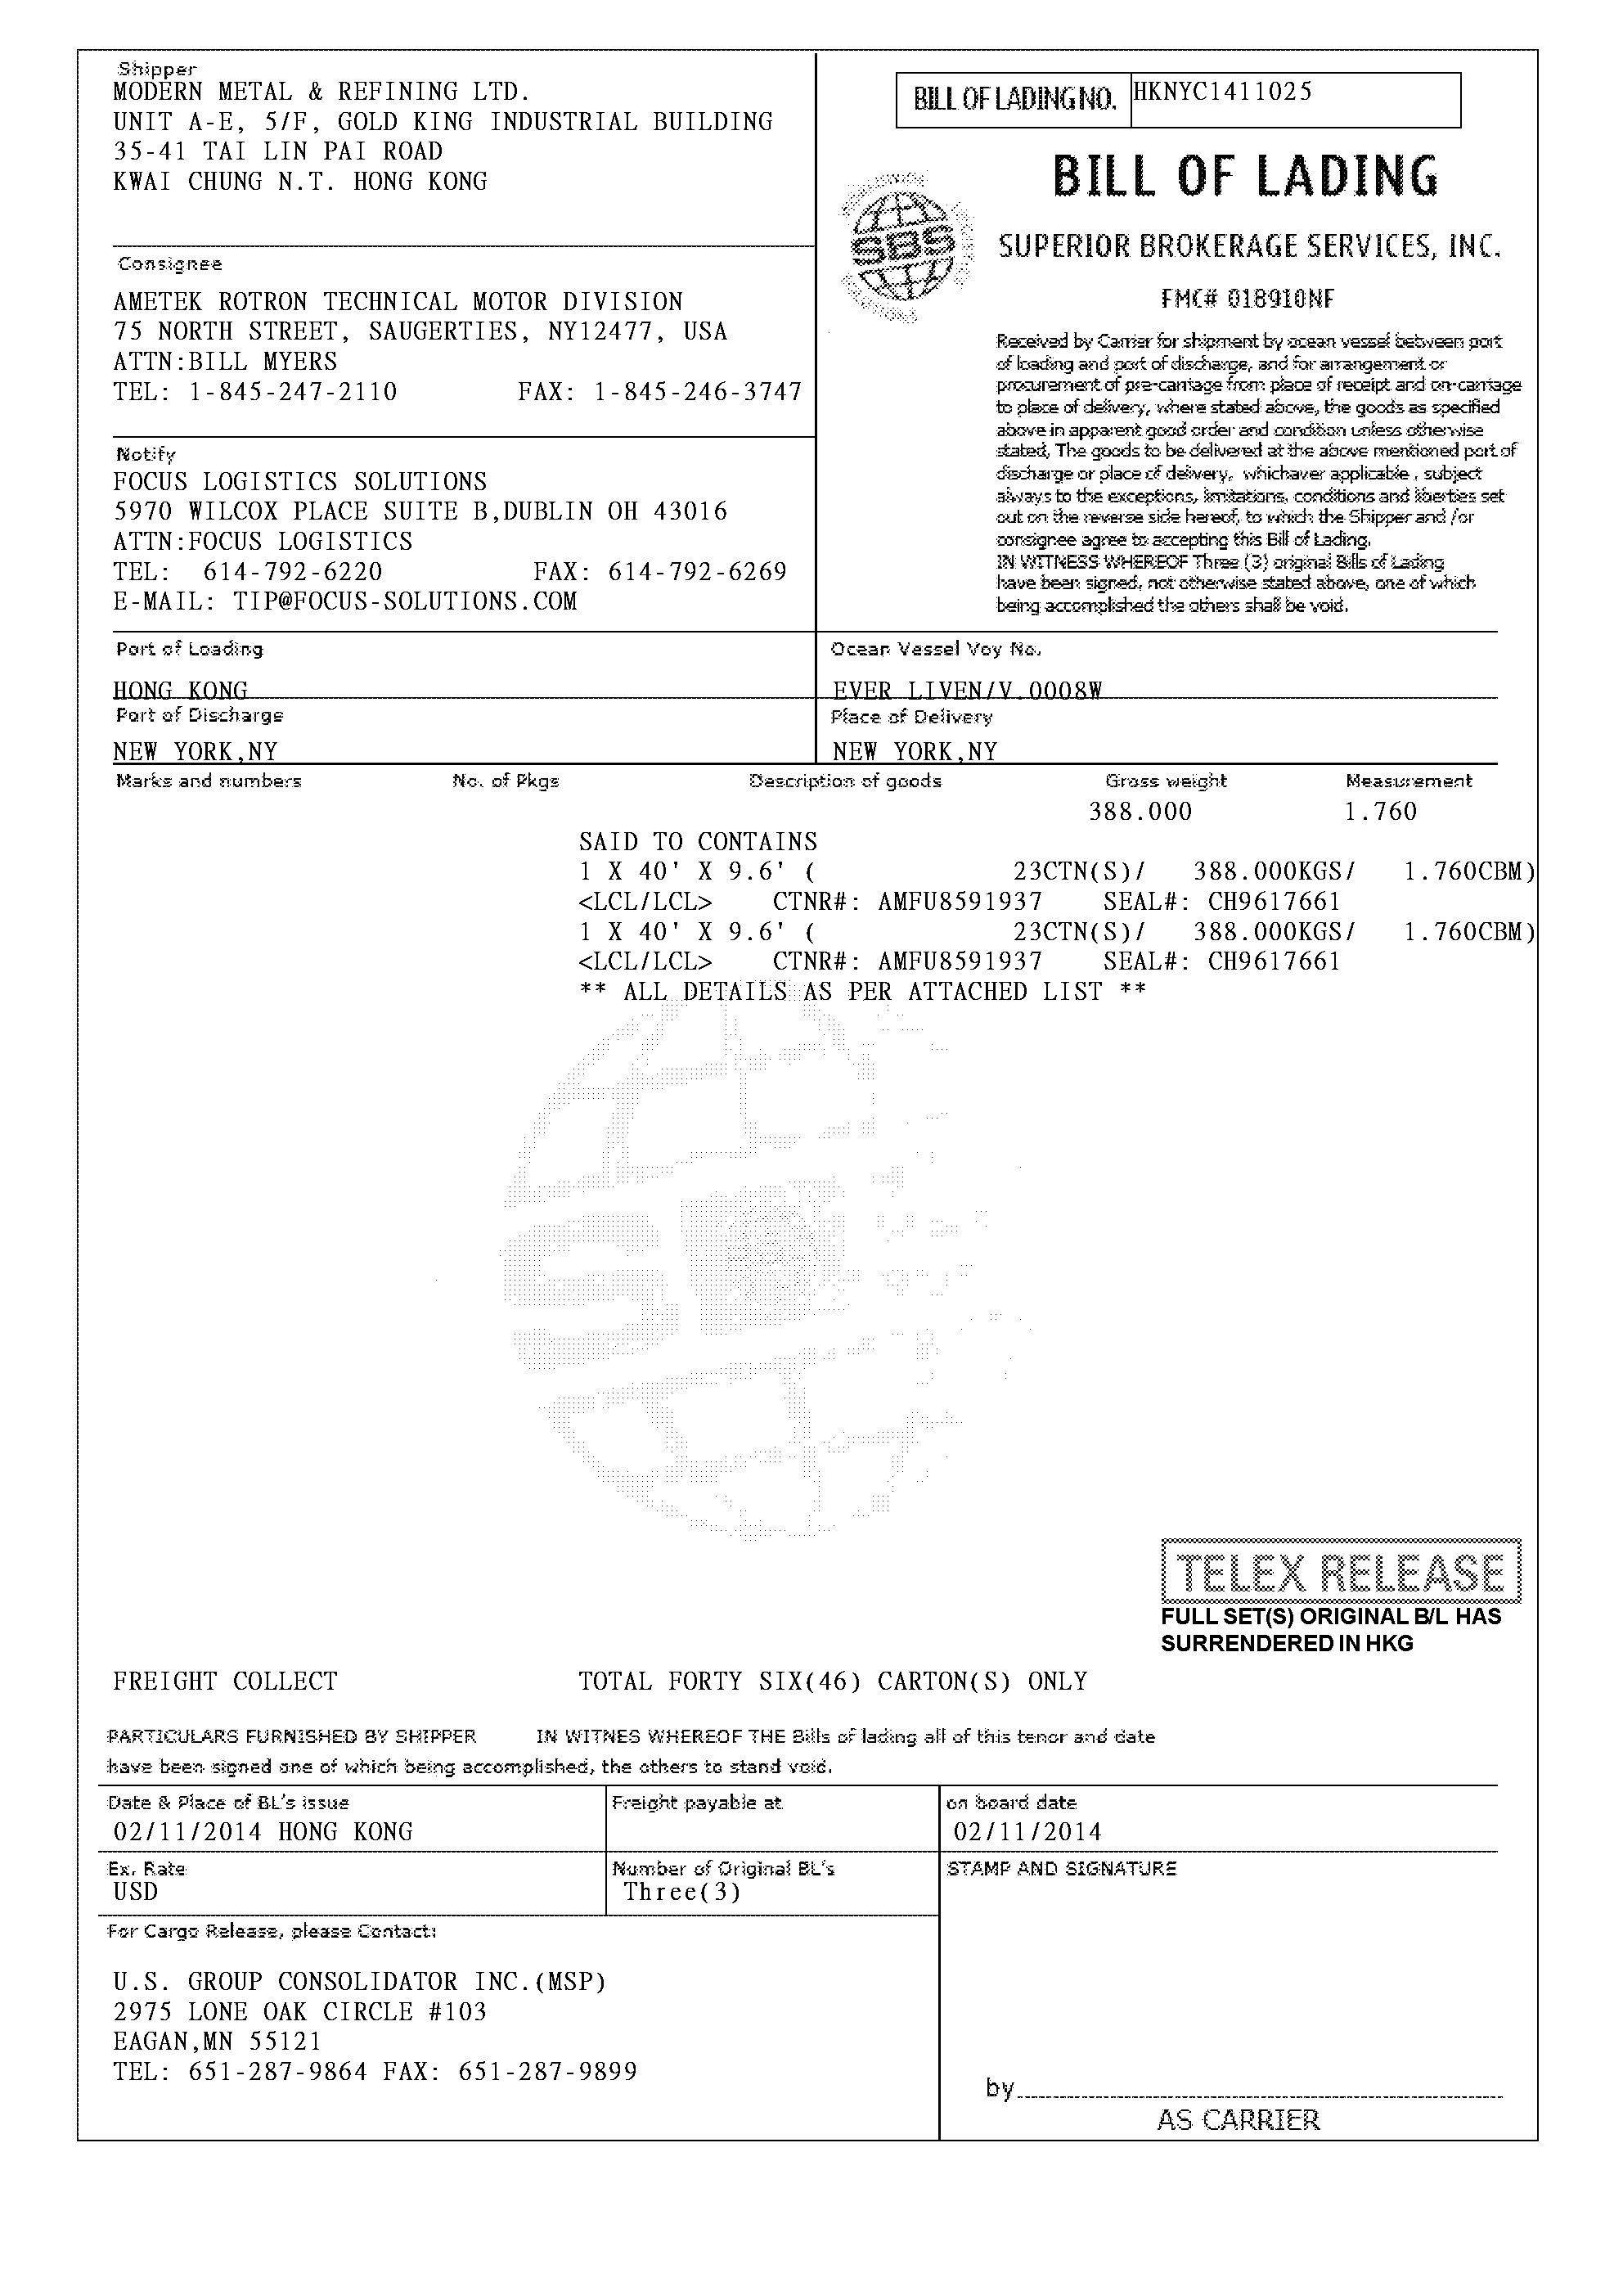 Shipper
MODERN METAL & REFINING LTD.
UNIT A-E, 5/F, GOLD KING INDUSTRIAL BUILDING
35-41 TAI LIN PAI ROAD
KWAI CHUNG N.T. HONG KONG
BILL OF LADING NO. HKNYC1411025
BILL OF LADING
SBS
SUPERIOR BROKERAGE SERVICES, INC.
FMC# 018910NF
Consignee
AMETEK ROTRON TECHNICAL MOTOR DIVISION
75 NORTH STREET, SAUGERTIES, NY12477, USA
ATTN:BILL MYERS
TEL: 1-845-247-2110 FAX: 1-845-246-3747
Received by Carrier for shipment by ocean vessel between port
of loading and port of discharge, and for arrangement or
procurement of pre-carriage from place of receipt and on-carriage
to place of delivery, where stated above, the goods as specified
above in apparent good order and condition unless otherwise
stated, The goods to be delivered at the above mentioned port of
discharge or place of delivery, whichaver applicable , subject
always to the exceptions, limitations, conditions and liberties set
out on the reverse side hereof, to which the Shipper and /or
consignee agree to accepting this Bill of Lading.
IN WITNESS WHEREOF Three (3) original Bills of Lading
have been signed, not otherwise stated above, one of which
being accomplished the others shall be void.
Notify
FOCUS LOGISTICS SOLUTIONS
5970 WILCOX PLACE SUITE B,DUBLIN OH 43016
ATTN:FOCUS LOGISTICS
TEL: 614-792-6220 FAX: 614-792-6269
E-MAIL: TIP@FOCUS-SOLUTIONS.COM
Port of Loading Ocean Vessel Voy No.
HONG KONG EVER LIVEN/V.0008W
Port of Discharge Place of Delivery
NEW YORK,NY NEW YORK,NY
Marks and numbers No. of Pkgs Description of goods Gross weight Measurement
388.000 1.760
SAID TO CONTAINS
1 X 40' X 9.6' ( 23CTN(S)/ 388.000KGS/ 1.760CBM)
<LCL/LCL> CTNR#: AMFU8591937 SEAL#: CH9617661
1 X 40' X 9.6' ( 23CTN(S)/ 388.000KGS/ 1.760CBM)
<LCL/LCL> CTNR#: AMFU8591937 SEAL#: CH9617661
** ALL DETAILS AS PER ATTACHED LIST **
TELEX RELEASE
FULL SET(S) ORIGINAL B/L HAS
SURRENDERED IN HKG
FREIGHT COLLECT TOTAL FORTY SIX(46) CARTON(S) ONLY
PARTICULARS FURNISHED BY SHIPPER IN WITNES WHEREOF THE Bills of lading all of this tenor and date
have been signed one of which being accomplished, the others to stand void.
Date & Place of BL's issue Freight payable at on board date
02/11/2014 HONG KONG 02/11/2014
Ex. Rate Number of Original BL's STAMP AND SIGNATURE
USD Three(3)
For Cargo Release, please Contact:
U.S. GROUP CONSOLIDATOR INC.(MSP)
2975 LONE OAK CIRCLE #103
EAGAN,MN 55121
TEL: 651-287-9864 FAX: 651-287-9899
by
AS CARRIER